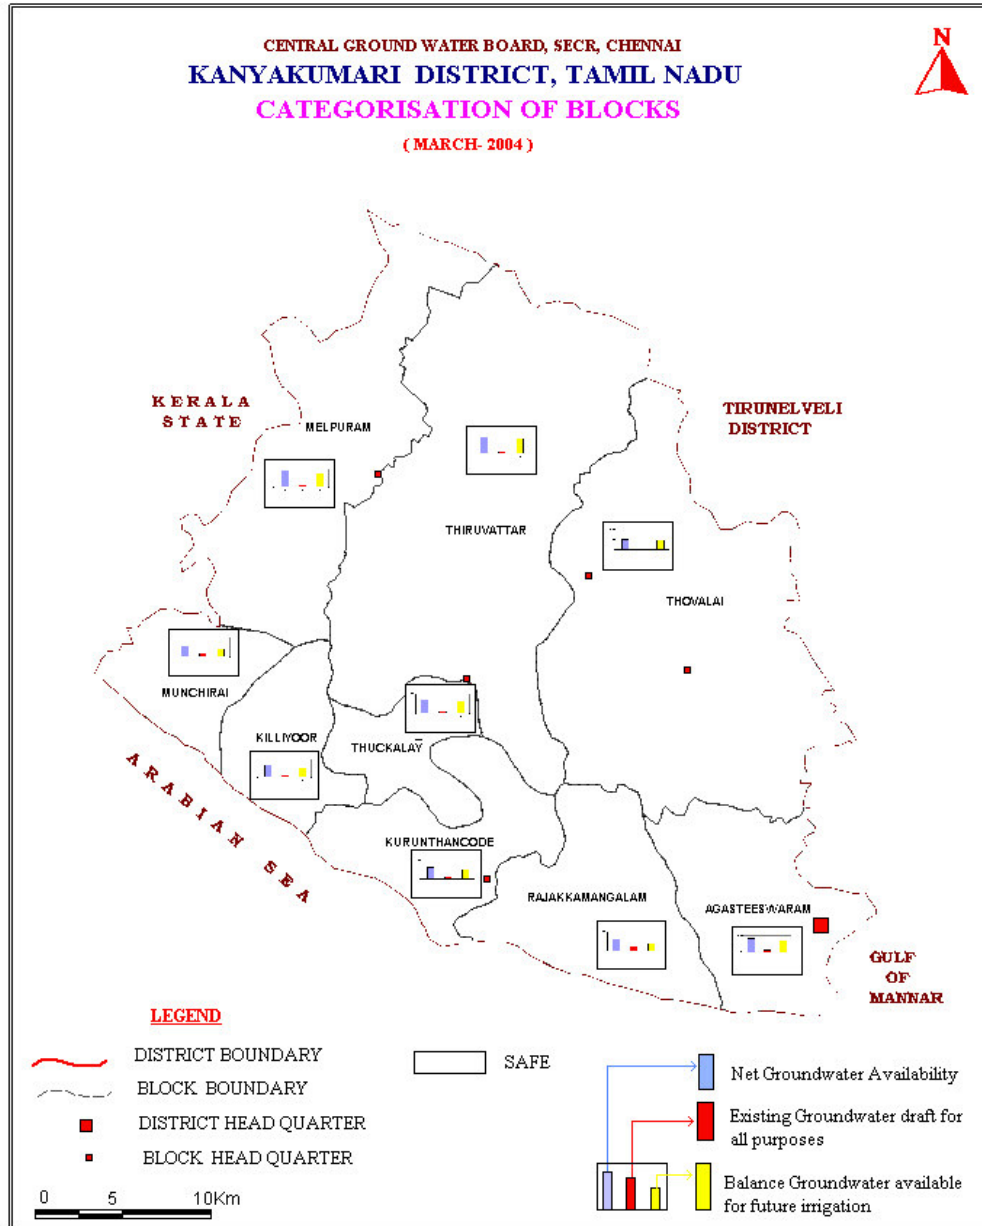 CENTRAL GROUND WATER BOARD, SECR, CHENNAI
KANYAKUMARI DISTRICT, TAMIL NADU
CATEGORISATION OF BLOCKS
( MARCH- 2004 )
N
KERALA
STATE
MELPURAM
TIRUNELVELI
DISTRICT
THIRUVATTAR
THOVALAI
MUNCHIRAI
KILLIYOOR
THUCKALAY
ARABIAN SEA
KURUNTHANCODE
RAJAKKAMANGALAM
AGASTEESWARAM
GULF
OF
MANNAR
LEGEND
DISTRICT BOUNDARY
BLOCK BOUNDARY
DISTRICT HEAD QUARTER
BLOCK HEAD QUARTER
0 5 10Km
SAFE
Net Groundwater Availability
Existing Groundwater draft for
all purposes
Balance Groundwater available
for future irrigation